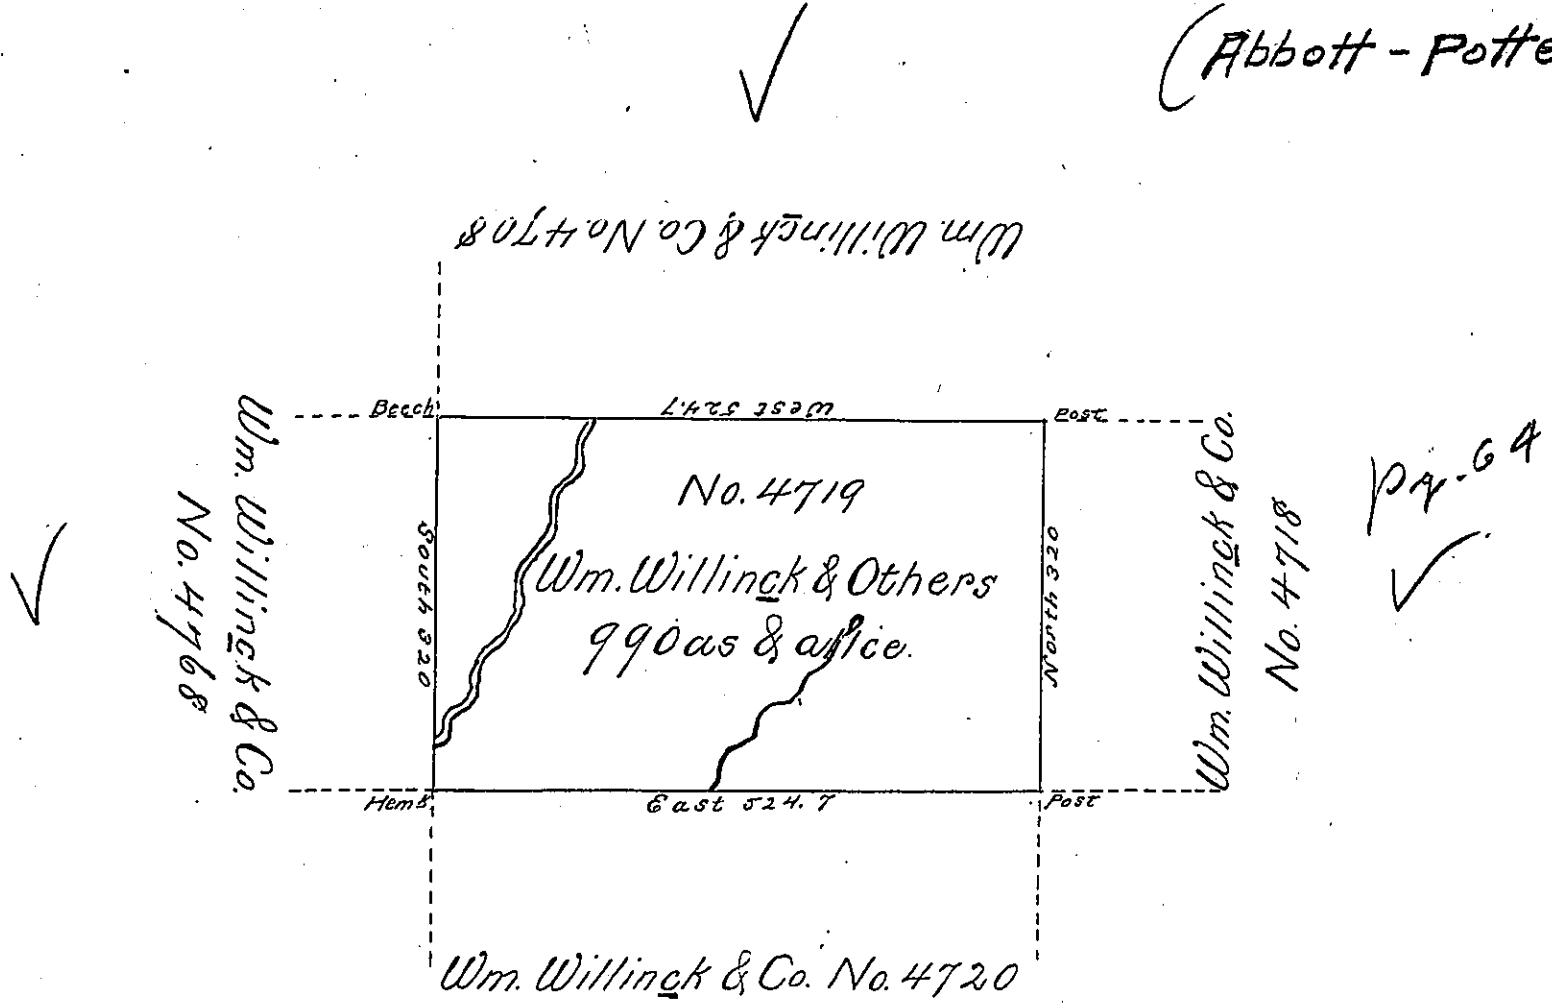 (Abbott - Potte
Wm. Willinck & Co. No. 4708
Beech
West 524.7
Post
Wm. Willinck & Co.
No. 4768
South 320
No. 4719
Wm. Willinck & Others
990as & allce.
North 320
Wm. Willinck & Co.
No. 4718
pg. 64
Hemk.
East 524.7
Post
Wm. Willinck & Co. No. 4720